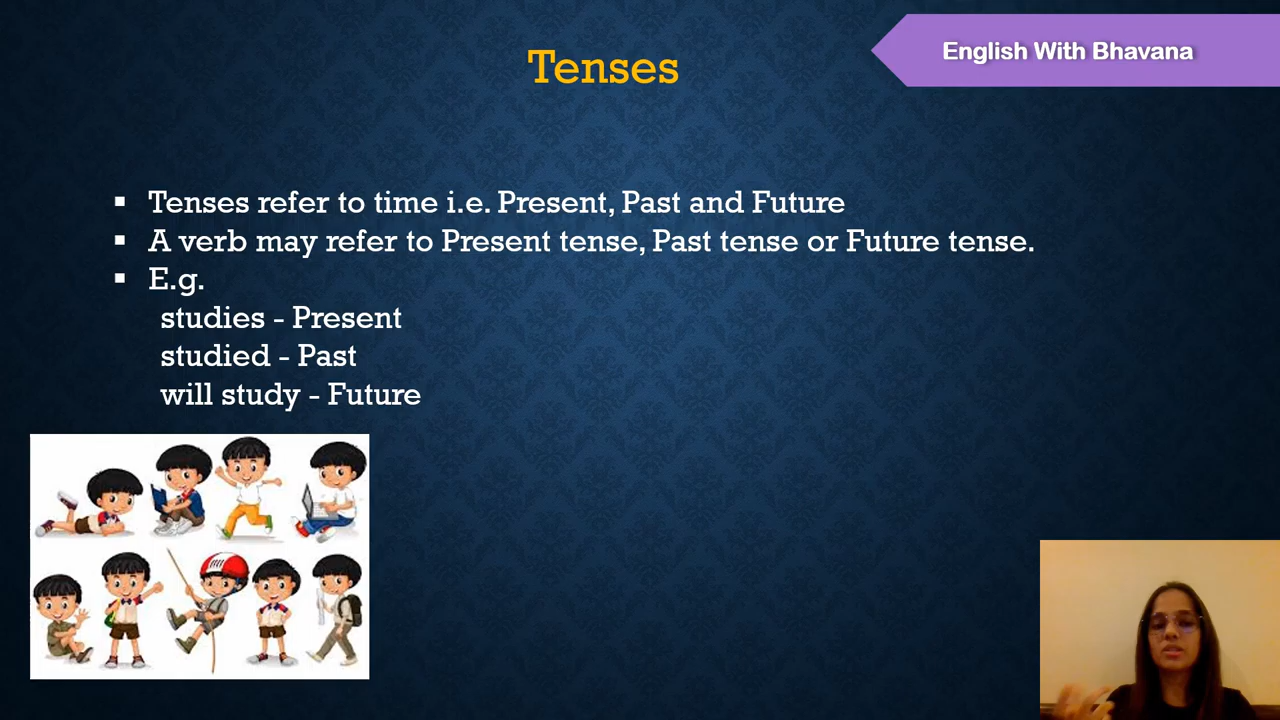 Tenses
English With Bhavana
Tenses refer to time i.e. Present, Past and Future
A verb may refer to Present tense, Past tense or Future tense.
E.g.
studies - Present
studied - Past
will study - Future